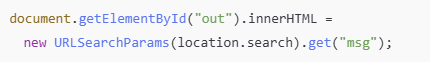 document.getElementById("out").innerHTML =
  new URLSearchParams(location.search).get("msg");